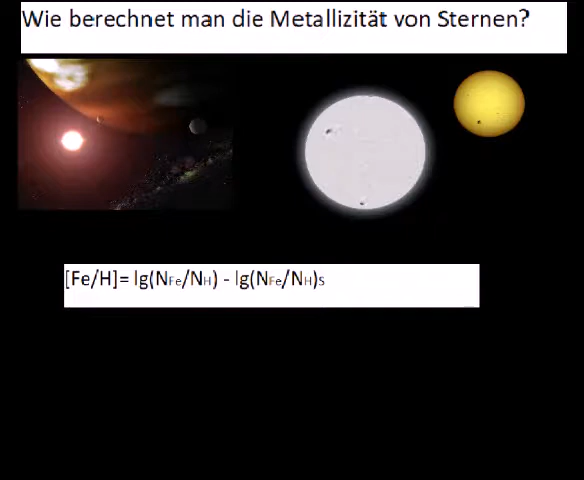 Wie berechnet man die Metallizität von Sternen?
[Fe/H]= lg(NFe/NH) - lg(NFe/NH)s